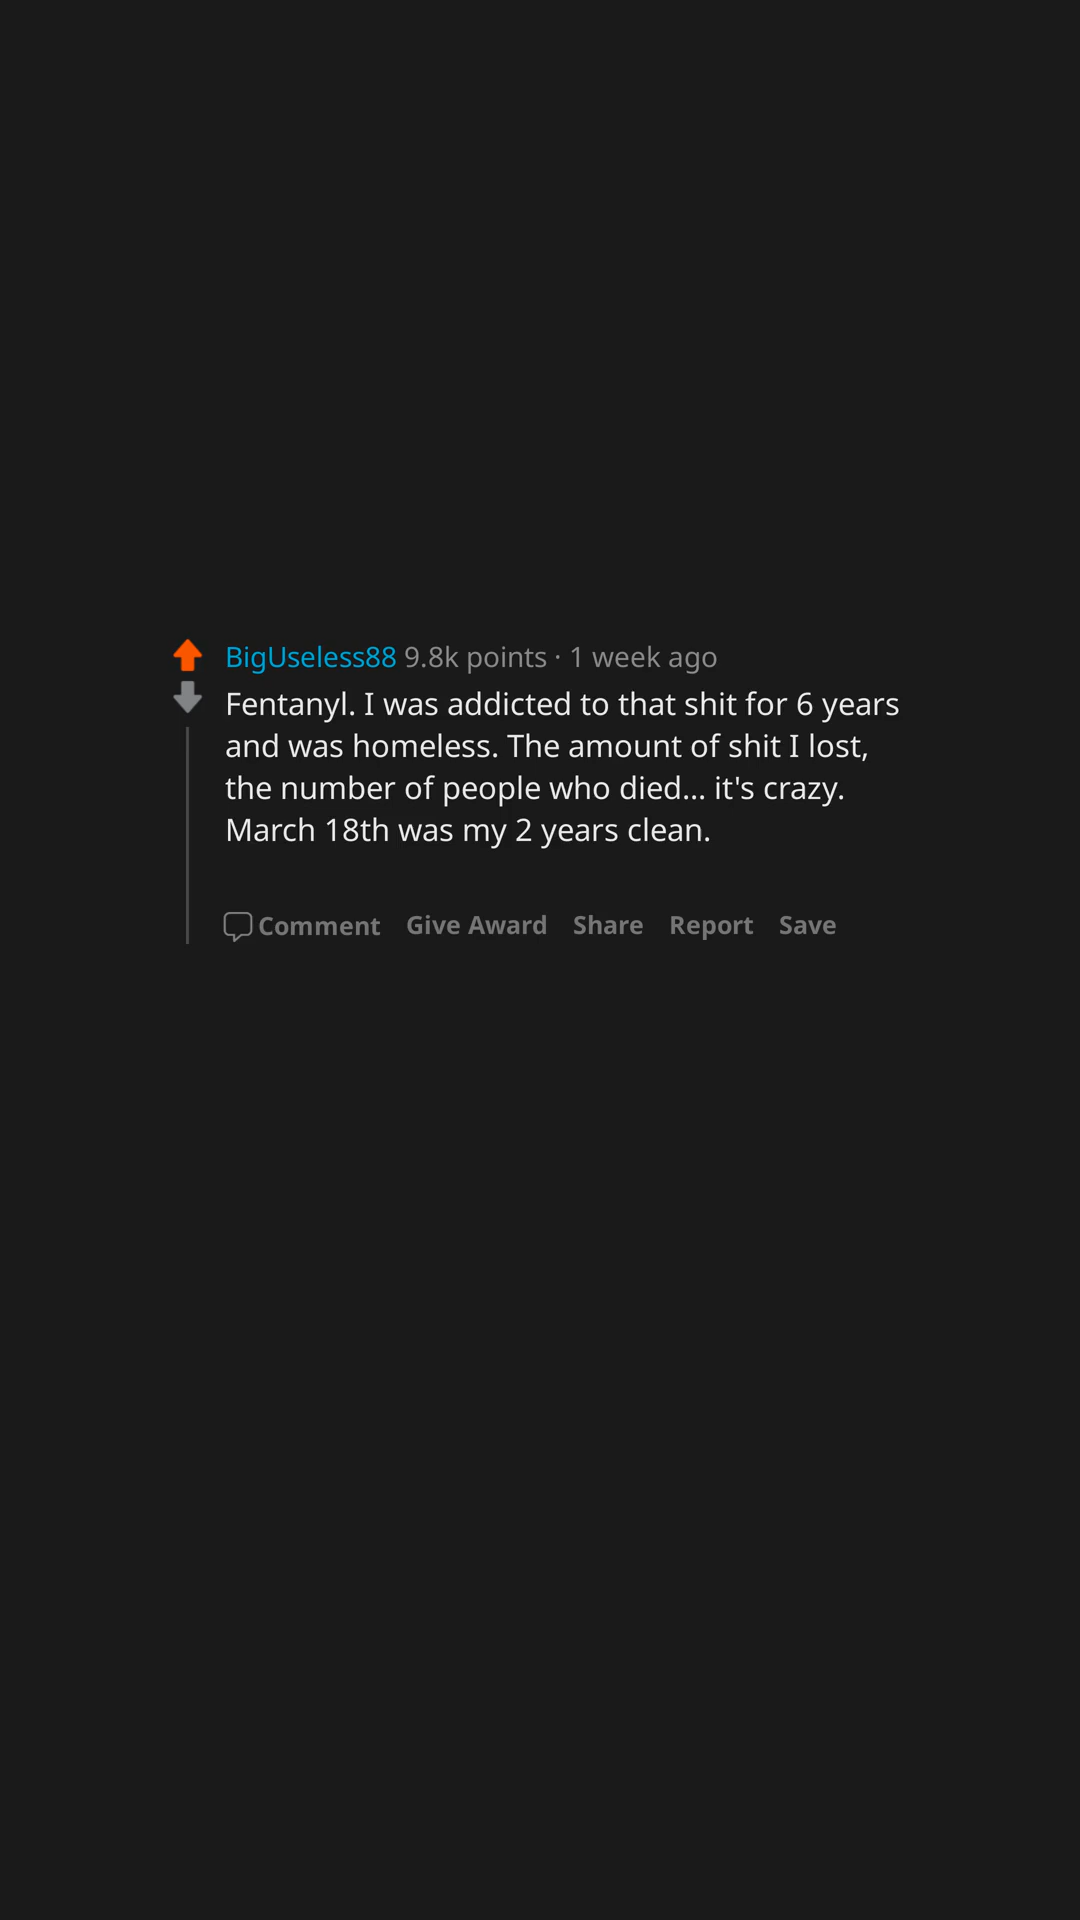 BigUseless88 9.8k points · 1 week ago
Fentanyl. I was addicted to that shit for 6 years
and was homeless. The amount of shit I lost,
the number of people who died... it's crazy.
March 18th was my 2 years clean.
Comment Give Award Share Report Save